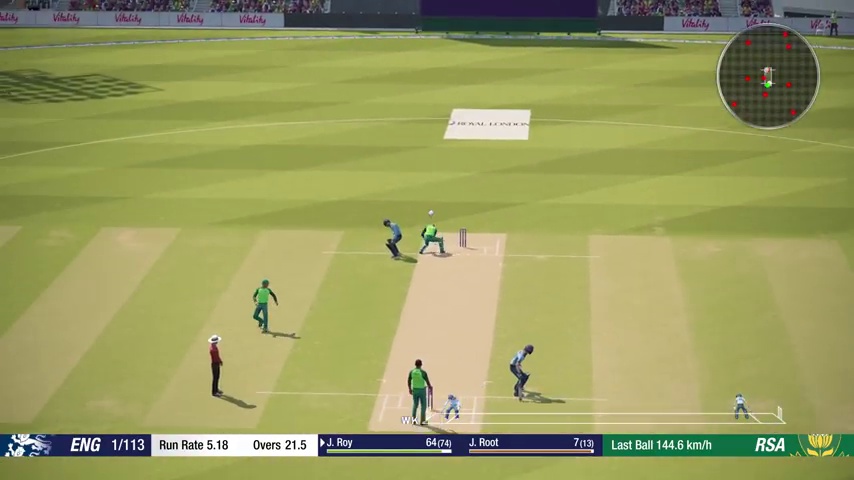 Vitality Vitality Vitality Vitality Vitality
ROYAL LONDON
WK
ENG 1/113 Run Rate 5.18 Overs 21.5 J. Roy 64 (74) J. Root 7 (13) Last Ball 144.6 km/h RSA